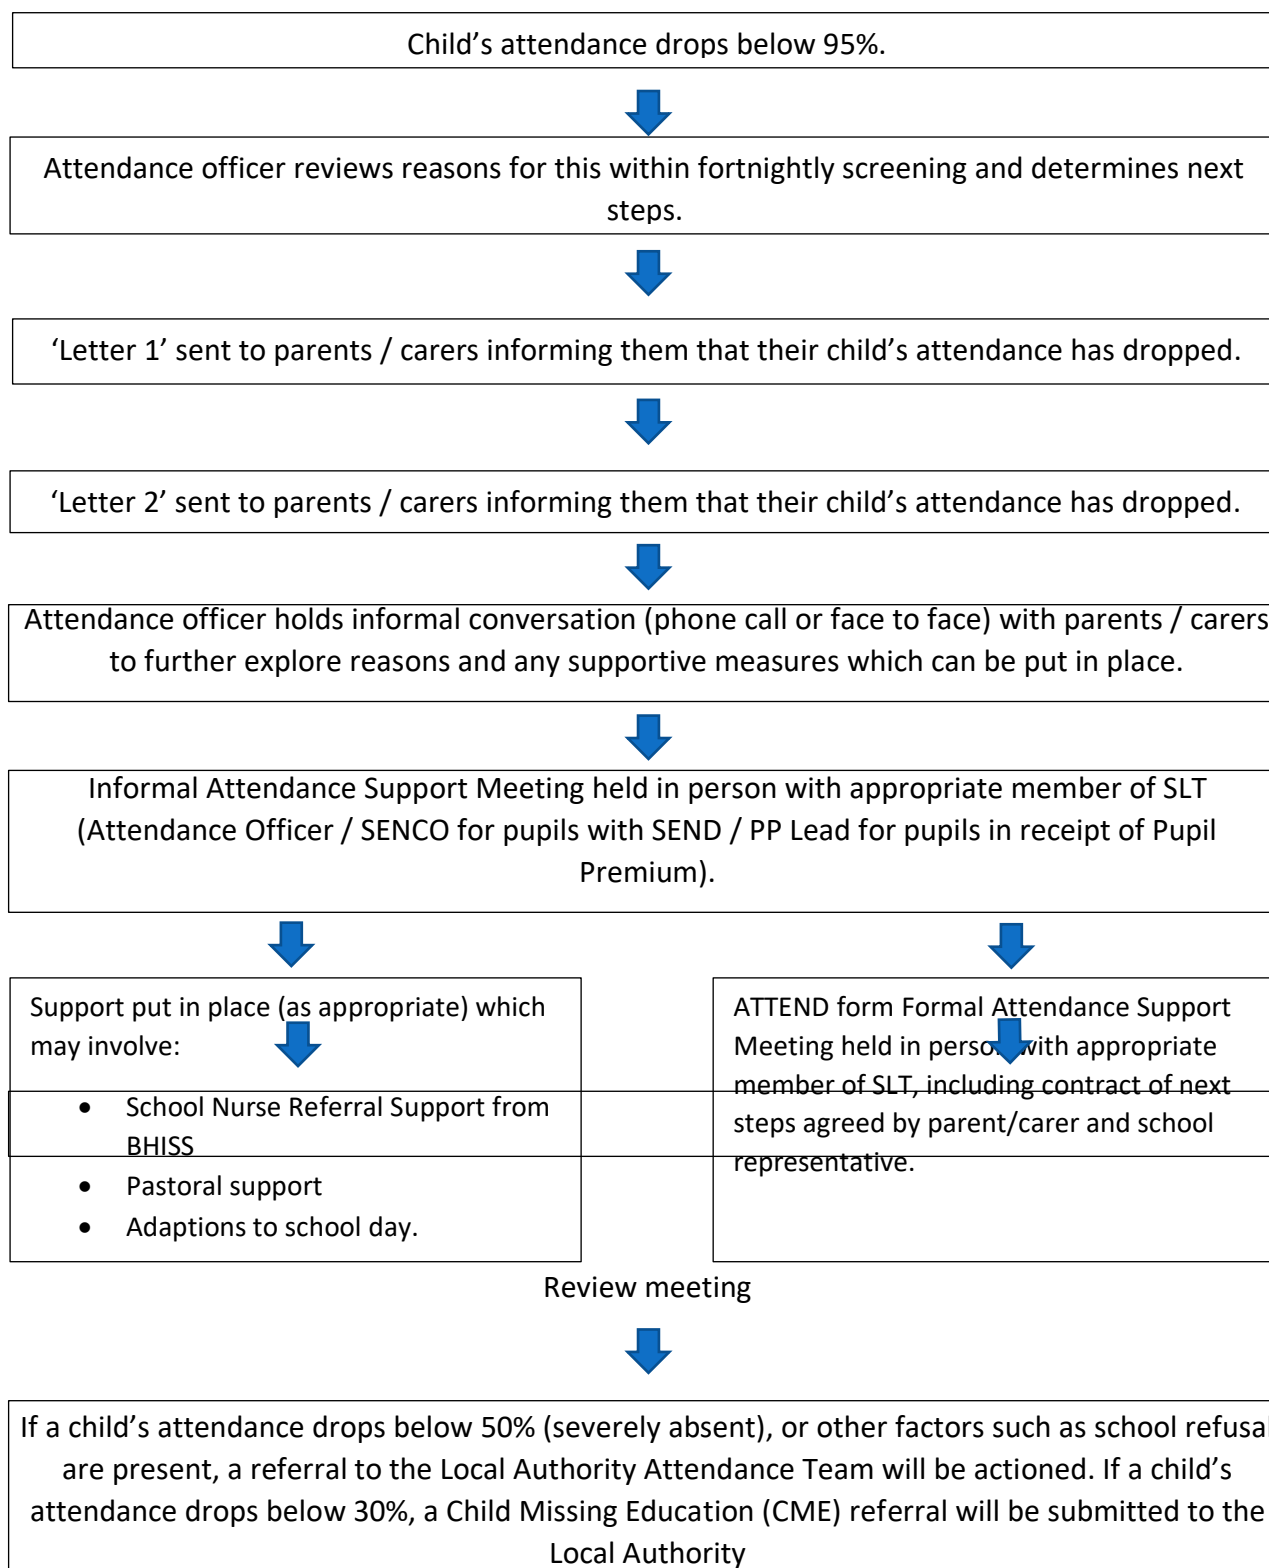 Child’s attendance drops below 95%.
Attendance officer reviews reasons for this within fortnightly screening and determines next
steps.
‘Letter 1’ sent to parents / carers informing them that their child’s attendance has dropped.
‘Letter 2’ sent to parents / carers informing them that their child’s attendance has dropped.
Attendance officer holds informal conversation (phone call or face to face) with parents / carers
to further explore reasons and any supportive measures which can be put in place.
Informal Attendance Support Meeting held in person with appropriate member of SLT
(Attendance Officer / SENCO for pupils with SEND / PP Lead for pupils in receipt of Pupil
Premium).
Support put in place (as appropriate) which
may involve:
• School Nurse Referral Support from
BHISS
• Pastoral support
• Adaptions to school day.
ATTEND form Formal Attendance Support
Meeting held in person with appropriate
member of SLT, including contract of next
steps agreed by parent/carer and school
representative.
Review meeting
If a child’s attendance drops below 50% (severely absent), or other factors such as school refusal
are present, a referral to the Local Authority Attendance Team will be actioned. If a child’s
attendance drops below 30%, a Child Missing Education (CME) referral will be submitted to the
Local Authority